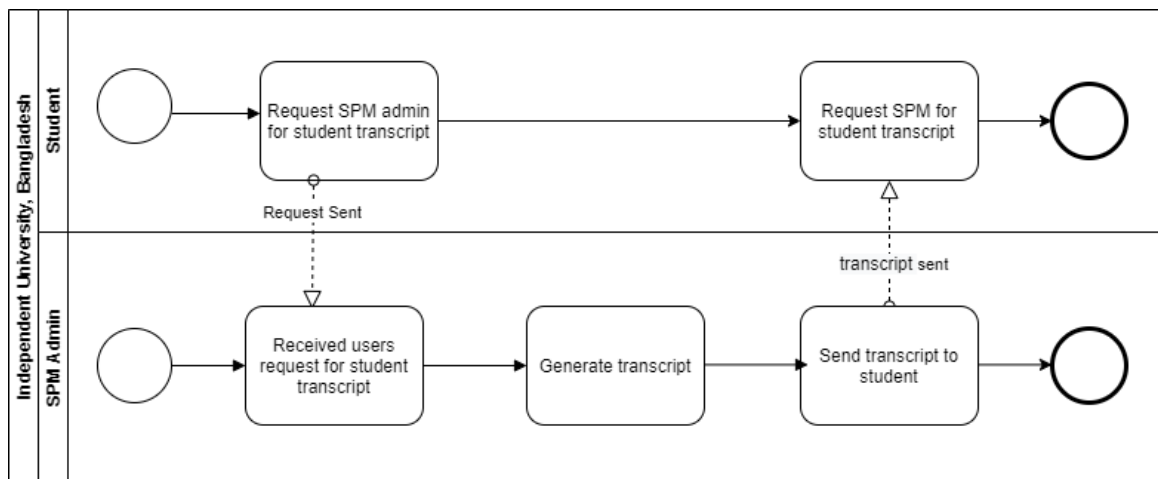 Independent University, Bangladesh
Student
Request SPM admin
for student transcript
Request SPM for
student transcript
Request Sent
transcript sent
SPM Admin
Received users
request for student
transcript
Generate transcript
Send transcript to
student